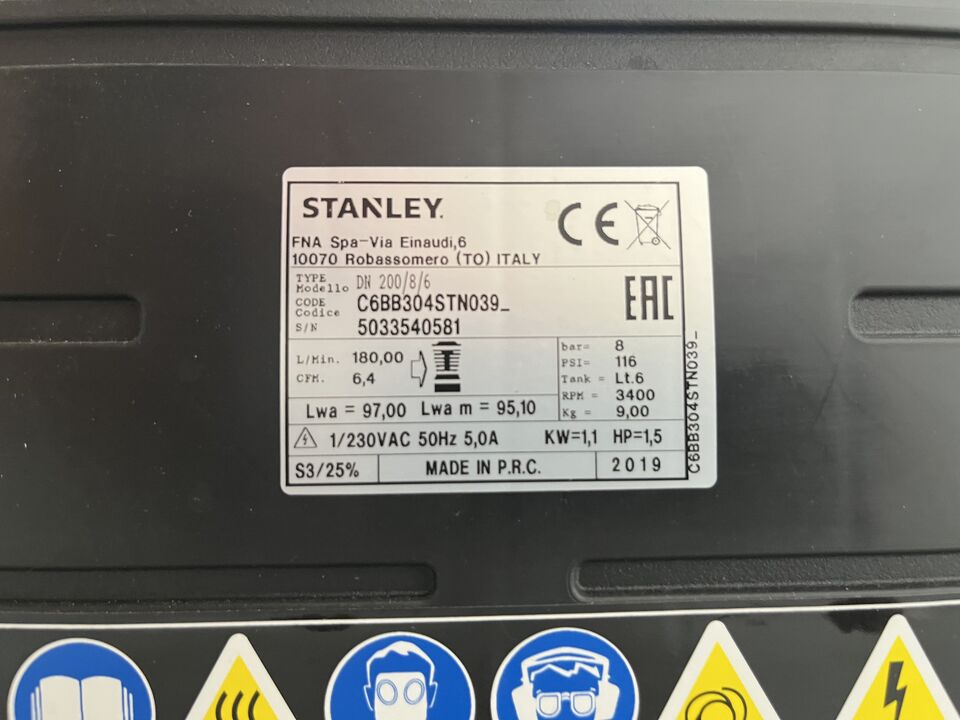 STANLEY.
CE
FNA Spa-Via Einaudi,6
10070 Robassomero (TO) ITALY
TYPE
Modello DN 200/8/6
CODE
Codice C6BB304STN039_
S/N 5033540581
EAC
L/Min. 180,00
CFM. 6,4
bar= 8
PSI= 116
Tank = Lt.6
RPM = 3400
Kg = 9,00
Lwa = 97,00 Lwa m = 95,10
1/230VAC 50Hz 5,0A KW=1,1 HP=1,5
S3/25% MADE IN P.R.C. 2019
C6BB304STN039_